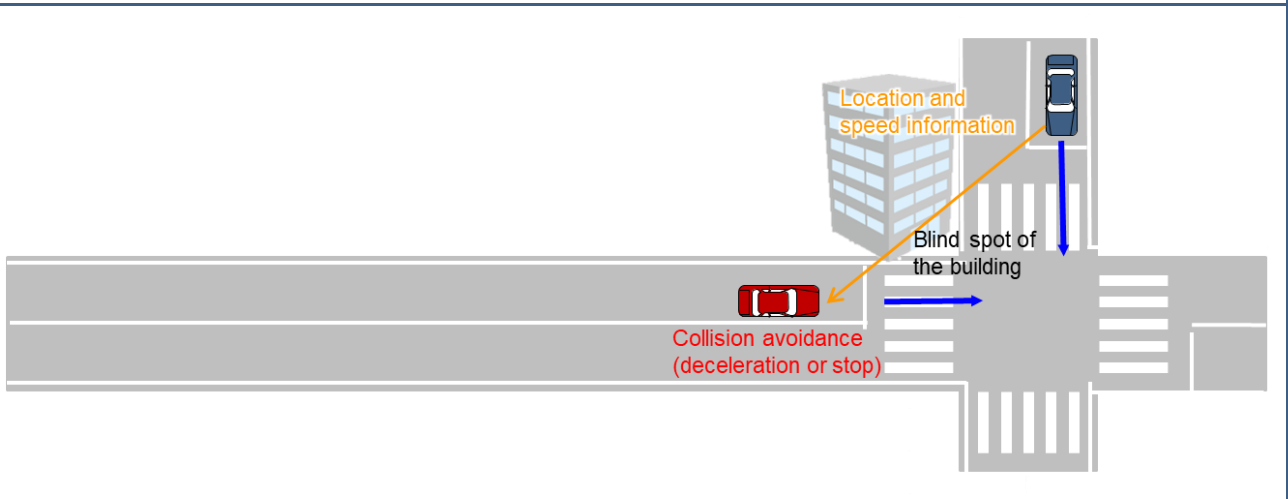 Location and
speed information
Blind spot of
the building
Collision avoidance
(deceleration or stop)